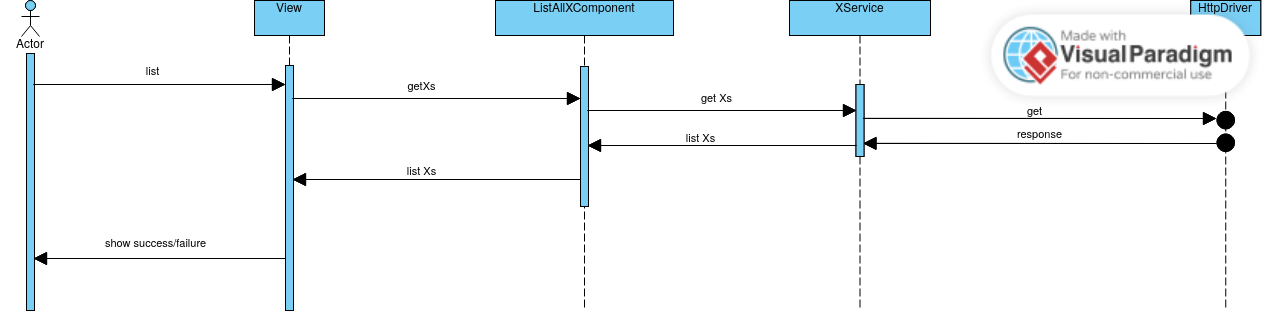 View
ListAllXComponent
XService
HttpDriver
Actor
Made with
Visual Paradigm
For non-commercial use
list
getXs
get Xs
get
response
list Xs
list Xs
show success/failure